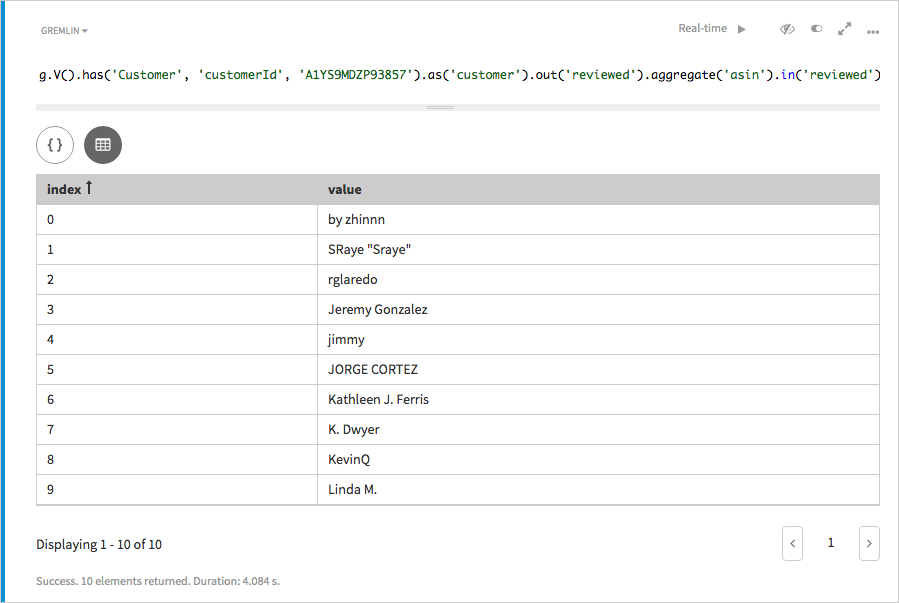 GREMLIN
Real-time
g.V().has('Customer', 'customerId', 'A1YS9MDZP93857').as('customer').out('reviewed').aggregate('asin').in('reviewed')
{ }
index ↑ value
0 by zhinnn
1 SRaye "Sraye"
2 rglaredo
3 Jeremy Gonzalez
4 jimmy
5 JORGE CORTEZ
6 Kathleen J. Ferris
7 K. Dwyer
8 KevinQ
9 Linda M.
Displaying 1 - 10 of 10
< 1 >
Success. 10 elements returned. Duration: 4.084 s.